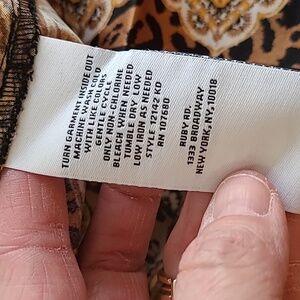 TURN GARMENT INSIDE OUT
MACHINE WASH COLD
WITH LIKE COLORS
GENTLE CYCLE
ONLY NON-CHLORINE
BLEACH WHEN NEEDED
TUMBLE DRY LOW
LOW IRON AS NEEDED
STYLE 12142 KD
RN 107680
RUBY RD.
1333 BROADWAY
NEW YORK, NY, 10018